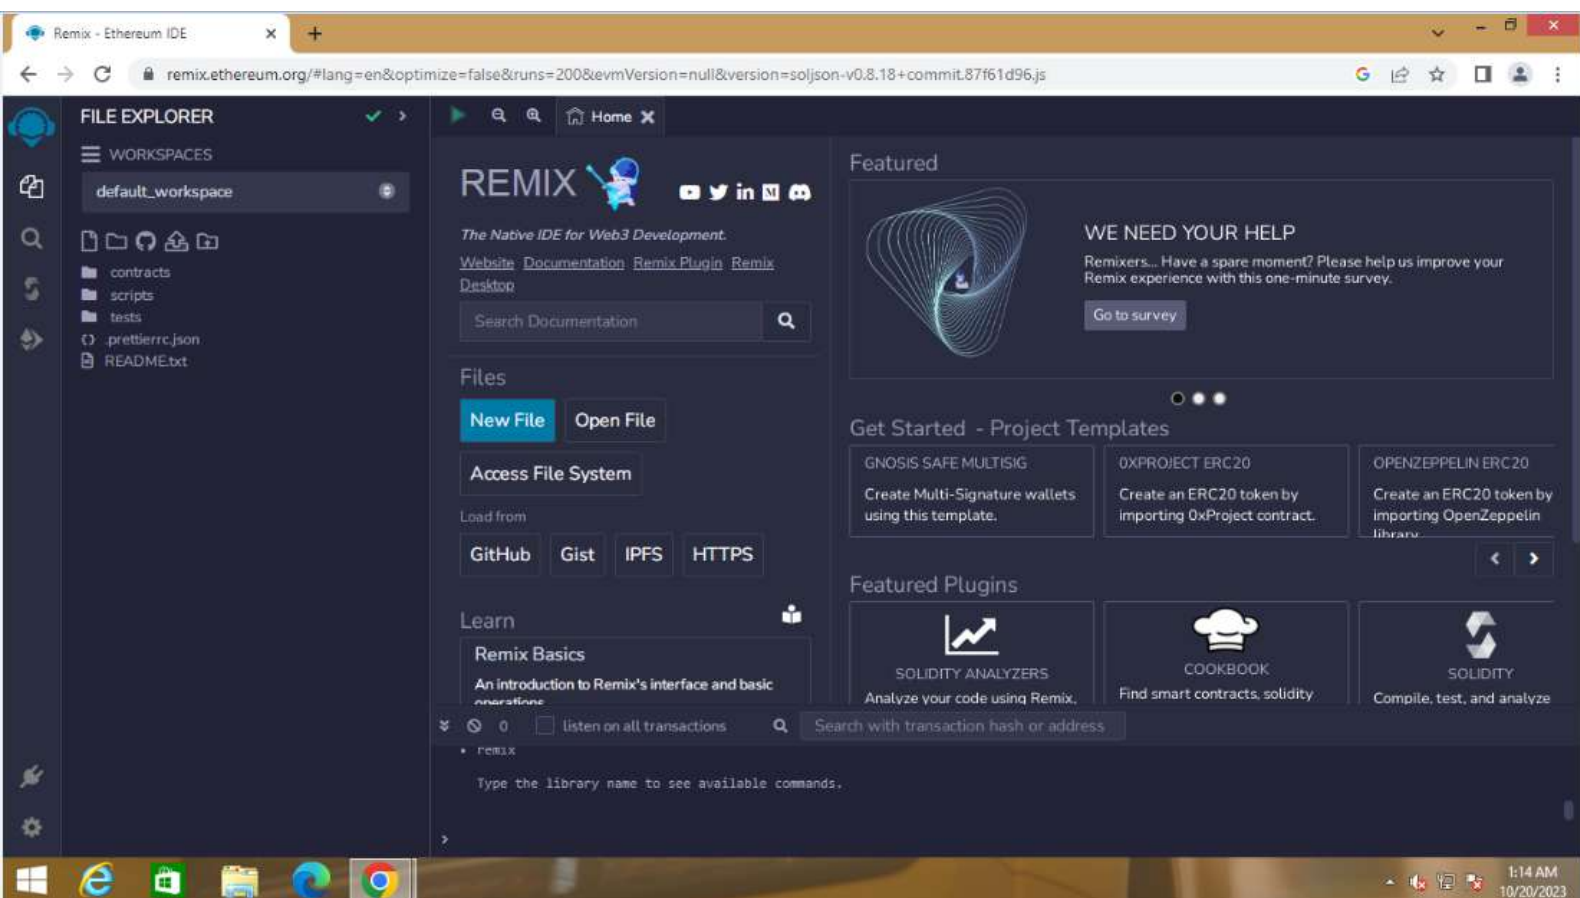 Remix - Ethereum IDE
remix.ethereum.org/#lang=en&optimize=false&runs=200&evmVersion=null&version=soljson-v0.8.18+commit.87f61d96.js
FILE EXPLORER
WORKSPACES
default_workspace
contracts
scripts
tests
.prettierrc.json
README.txt
Home
REMIX
The Native IDE for Web3 Development.
Website Documentation Remix Plugin Remix
Desktop
Search Documentation
Files
New File Open File
Access File System
Load from
GitHub Gist IPFS HTTPS
Learn
Remix Basics
An introduction to Remix's interface and basic
operations
Featured
WE NEED YOUR HELP
Remixers... Have a spare moment? Please help us improve your
Remix experience with this one-minute survey.
Go to survey
Get Started - Project Templates
GNOSIS SAFE MULTISIG
Create Multi-Signature wallets
using this template.
0XPROJECT ERC20
Create an ERC20 token by
importing 0xProject contract.
OPENZEPPELIN ERC20
Create an ERC20 token by
importing OpenZeppelin
library
Featured Plugins
SOLIDITY ANALYZERS
Analyze your code using Remix,
COOKBOOK
Find smart contracts, solidity
SOLIDITY
Compile, test, and analyze
0 listen on all transactions Search with transaction hash or address
• remix
Type the library name to see available commands.
>
1:14 AM
10/20/2023